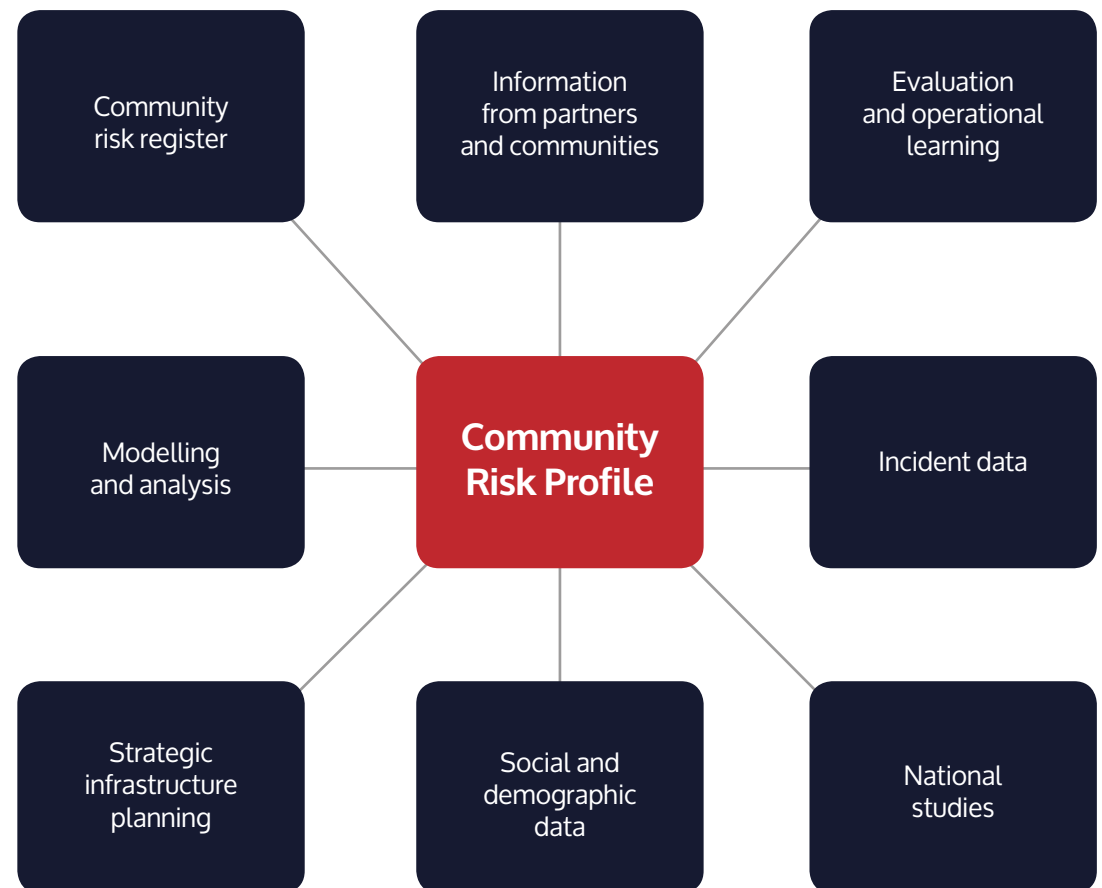 Community
risk register
Information
from partners
and communities
Evaluation
and operational
learning
Modelling
and analysis
Community
Risk Profile
Incident data
Strategic
infrastructure
planning
Social and
demographic
data
National
studies